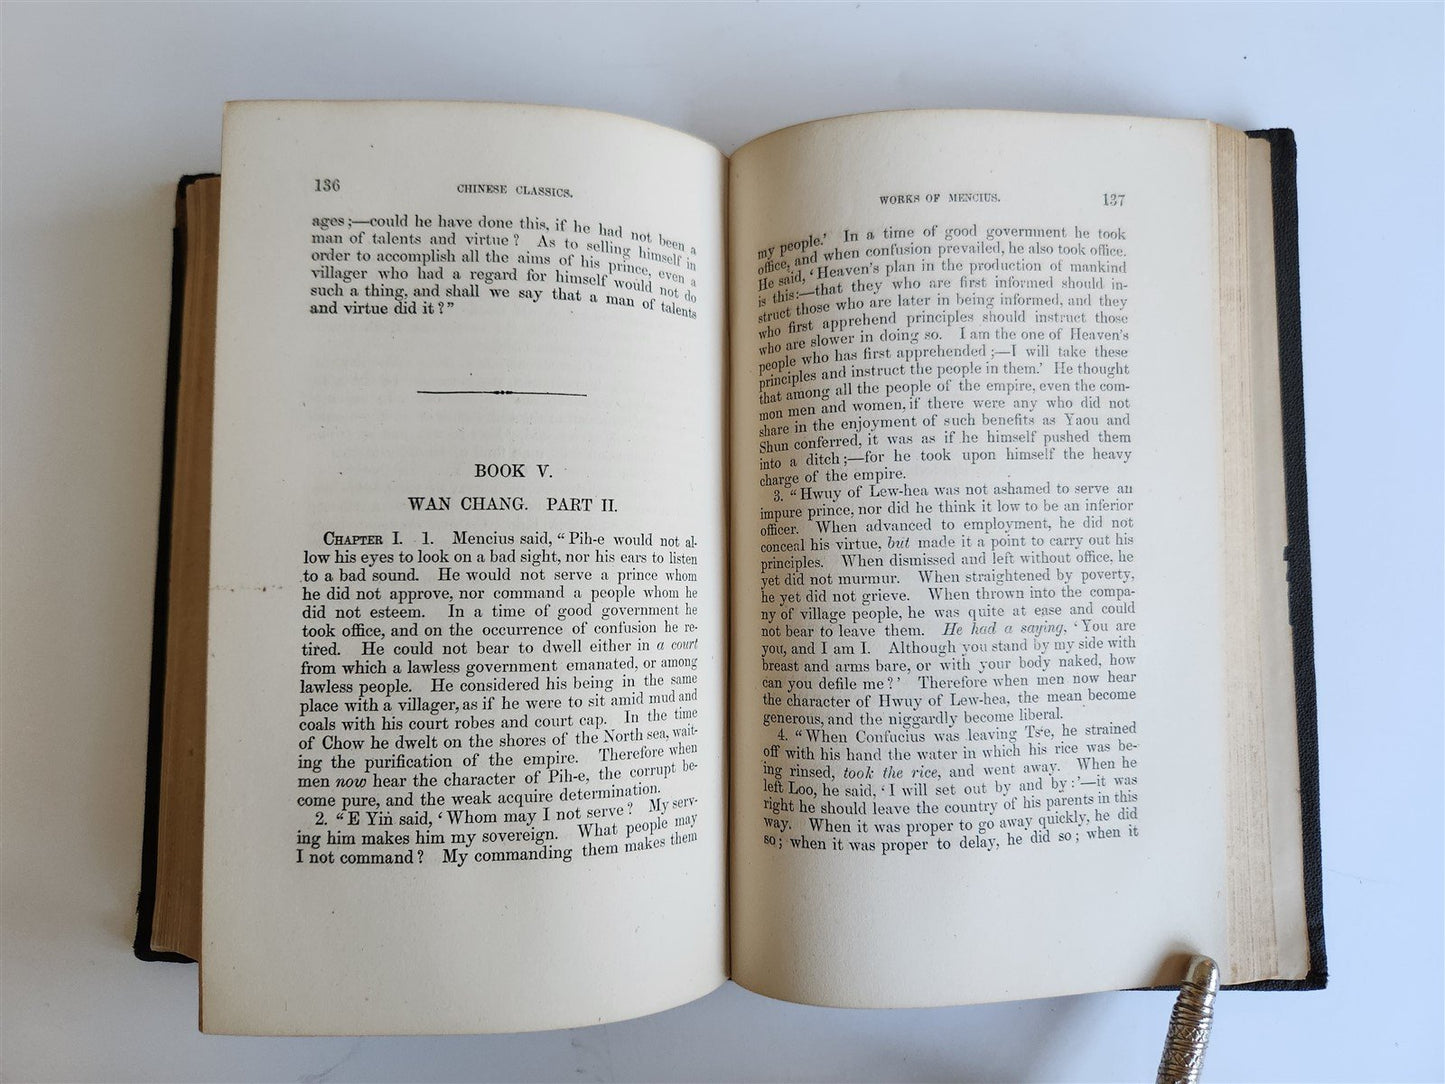 136
CHINESE CLASSICS.
ages;—could he have done this, if he had not been a
man of talents and virtue? As to selling himself in
order to accomplish all the aims of his prince, even a
villager who had a regard for himself would not do
such a thing, and shall we say that a man of talents
and virtue did it?"
BOOK V.
WAN CHANG. PART II.
CHAPTER I. 1. Mencius said, "Pih-e would not al-
low his eyes to look on a bad sight, nor his ears to listen
to a bad sound. He would not serve a prince whom
he did not approve, nor command a people whom he
did not esteem. In a time of good government he
took office, and on the occurrence of confusion he re-
tired. He could not bear to dwell either in a court
from which a lawless government emanated, or among
lawless people. He considered his being in the same
place with a villager, as if he were to sit amid mud and
coals with his court robes and court cap. In the time
of Chow he dwelt on the shores of the North sea, wait-
ing the purification of the empire. Therefore when
men now hear the character of Pih-e, the corrupt be-
come pure, and the weak acquire determination.
2. "E Yin said, 'Whom may I not serve? My serv-
ing him makes him my sovereign. What people may
I not command? My commanding them makes them
WORKS OF MENCIUS.
137
my people.' In a time of good government he took
office, and when confusion prevailed, he also took office.
He said, 'Heaven's plan in the production of mankind
is this:—that they who are first informed should in-
struct those who are later in being informed, and they
who first apprehend principles should instruct those
who are slower in doing so. I am the one of Heaven's
people who has first apprehended;—I will take these
principles and instruct the people in them.' He thought
that among all the people of the empire, even the com-
mon men and women, if there were any who did not
share in the enjoyment of such benefits as Yaou and
Shun conferred, it was as if he himself pushed them
into a ditch;—for he took upon himself the heavy
charge of the empire.
3. "Hwuy of Lew-hea was not ashamed to serve an
impure prince, nor did he think it low to be an inferior
officer. When advanced to employment, he did not
conceal his virtue, but made it a point to carry out his
principles. When dismissed and left without office, he
yet did not murmur. When straightened by poverty,
he yet did not grieve. When thrown into the compa-
ny of village people, he was quite at ease and could
not bear to leave them. He had a saying, 'You are
you, and I am I. Although you stand by my side with
breast and arms bare, or with your body naked, how
can you defile me?' Therefore when men now hear
the character of Hwuy of Lew-hea, the mean become
generous, and the niggardly become liberal.
4. "When Confucius was leaving Ts‘e, he strained
off with his hand the water in which his rice was be-
ing rinsed, took the rice, and went away. When he
left Loo, he said, 'I will set out by and by:'—it was
right he should leave the country of his parents in this
way. When it was proper to go away quickly, he did
so; when it was proper to delay, he did so; when it